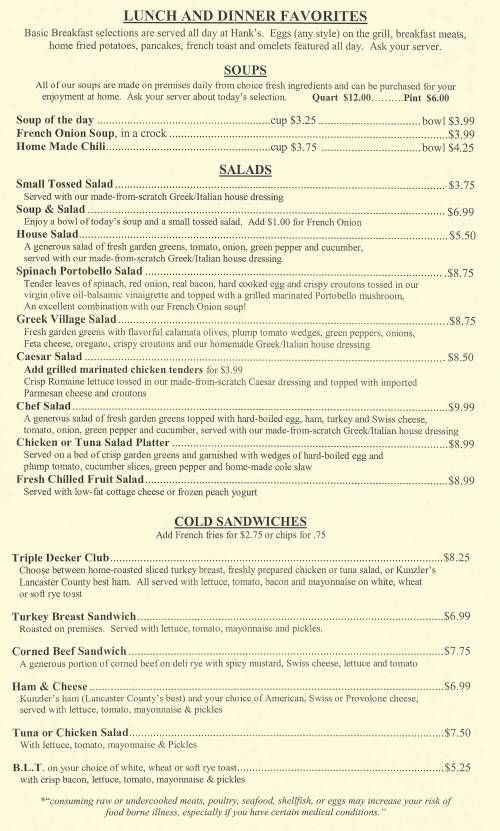 LUNCH AND DINNER FAVORITES
Basic Breakfast selections are served all day at Hank's. Eggs (any style) on the grill, breakfast meats,
home fried potatoes, pancakes, french toast and omelets featured all day. Ask your server.
SOUPS
All of our soups are made on premises daily from choice fresh ingredients and can be purchased for your
enjoyment at home. Ask your server about today's selection. Quart $12.00.........Pint $6.00
Soup of the day ..........cup $3.25 ..........bowl $3.99
French Onion Soup, in a crock ..........$3.99
Home Made Chili..........cup $3.75 ..........bowl $4.25
SALADS
Small Tossed Salad .......... $3.75
Served with our made-from-scratch Greek/Italian house dressing
Soup & Salad .......... $6.99
Enjoy a bowl of today's soup and a small tossed salad. Add $1.00 for French Onion
House Salad.......... $5.50
A generous salad of fresh garden greens, tomato, onion, green pepper and cucumber,
served with our made-from-scratch Greek/Italian house dressing
Spinach Portobello Salad ..........$8.75
Tender leaves of spinach, red onion, real bacon, hard cooked egg and crispy croutons tossed in our
virgin olive oil-balsamic vinaigrette and topped with a grilled marinated Portobello mushroom,
An excellent combination with our French Onion soup!
Greek Village Salad ..........$8.75
Fresh garden greens with flavorful calamata olives, plump tomato wedges, green peppers, onions,
Feta cheese, oregano, crispy croutons and our homemade Greek/Italian house dressing
Caesar Salad .......... $8.50
Add grilled marinated chicken tenders for $3.99
Crisp Romaine lettuce tossed in our made-from-scratch Caesar dressing and topped with imported
Parmesan cheese and croutons
Chef Salad ..........$9.99
A generous salad of fresh garden greens topped with hard-boiled egg, ham, turkey and Swiss cheese,
tomato, onion, green pepper and cucumber, served with our made-from-scratch Greek/Italian house dressing
Chicken or Tuna Salad Platter ..........$8.99
Served on a bed of crisp garden greens and garnished with wedges of hard-boiled egg and
plump tomato, cucumber slices, green pepper and home-made cole slaw
Fresh Chilled Fruit Salad..........$8.99
Served with low-fat cottage cheese or frozen peach yogurt
COLD SANDWICHES
Add French fries for $2.75 or chips for .75
Triple Decker Club..........$8.25
Choose between home-roasted sliced turkey breast, freshly prepared chicken or tuna salad, or Kunzler's
Lancaster County best ham. All served with lettuce, tomato, bacon and mayonnaise on white, wheat
or soft rye toast
Turkey Breast Sandwich..........$6.99
Roasted on premises. Served with lettuce, tomato, mayonnaise and pickles.
Corned Beef Sandwich ..........$7.75
A generous portion of corned beef on deli rye with spicy mustard, Swiss cheese, lettuce and tomato
Ham & Cheese ..........$6.99
Kunzler's ham (Lancaster County's best) and your choice of American, Swiss or Provolone cheese,
served with lettuce, tomato, mayonnaise & pickles
Tuna or Chicken Salad..........$7.50
With lettuce, tomato, mayonnaise & Pickles
B.L.T. on your choice of white, wheat or soft rye toast..........$5.25
with crisp bacon, lettuce, tomato, mayonnaise & pickles
*"consuming raw or undercooked meats, poultry, seafood, shellfish, or eggs may increase your risk of
food borne illness, especially if you have certain medical conditions."